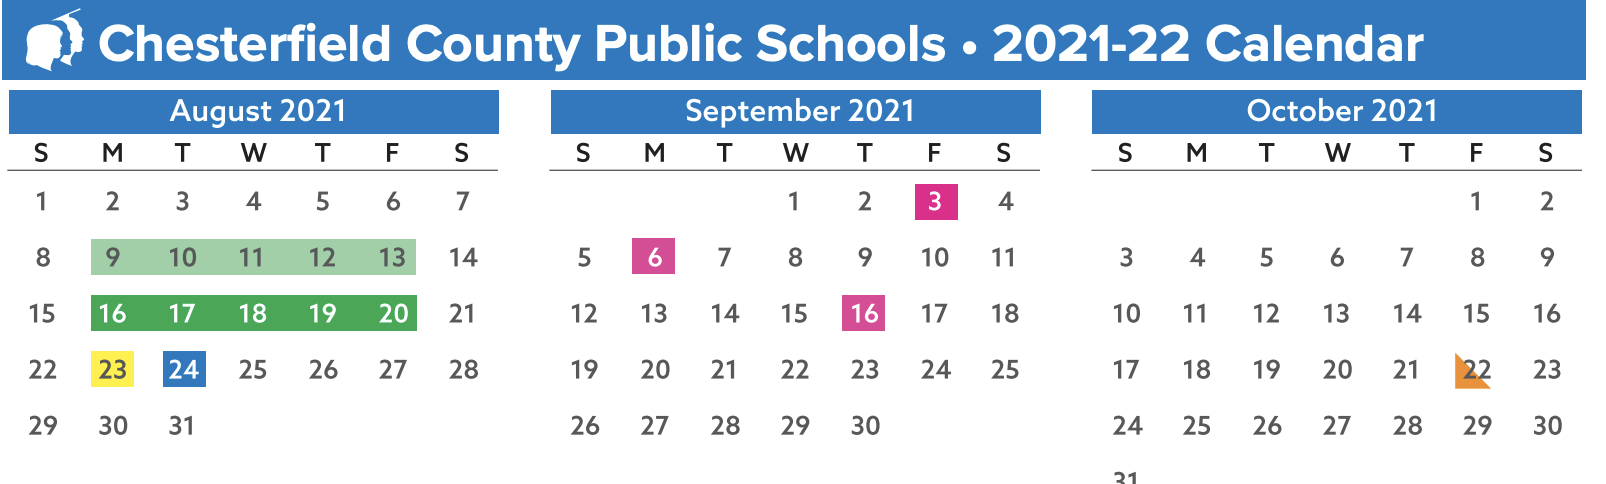 Chesterfield County Public Schools • 2021-22 Calendar
August 2021
S M T W T F S
1 2 3 4 5 6 7
8 9 10 11 12 13 14
15 16 17 18 19 20 21
22 23 24 25 26 27 28
29 30 31
September 2021
S M T W T F S
1 2 3 4
5 6 7 8 9 10 11
12 13 14 15 16 17 18
19 20 21 22 23 24 25
26 27 28 29 30
October 2021
S M T W T F S
1 2
3 4 5 6 7 8 9
10 11 12 13 14 15 16
17 18 19 20 21 22 23
24 25 26 27 28 29 30
31